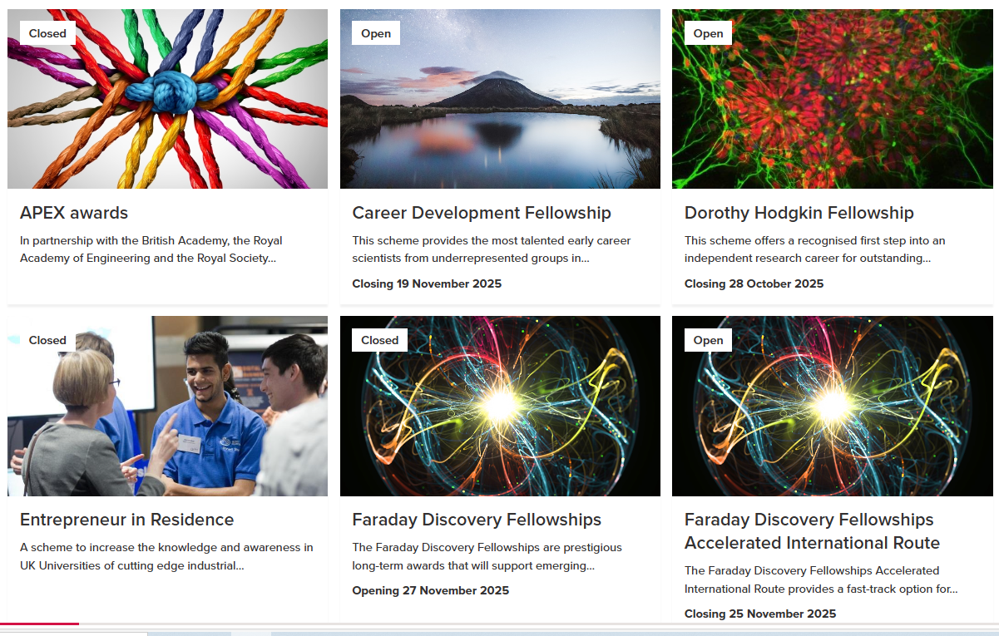 Closed
APEX awards
In partnership with the British Academy, the Royal
Academy of Engineering and the Royal Society...
Open
Career Development Fellowship
This scheme provides the most talented early career
scientists from underrepresented groups in...
Closing 19 November 2025
Open
Dorothy Hodgkin Fellowship
This scheme offers a recognised first step into an
independent research career for outstanding...
Closing 28 October 2025
Closed
Entrepreneur in Residence
A scheme to increase the knowledge and awareness in
UK Universities of cutting edge industrial...
Closed
Faraday Discovery Fellowships
The Faraday Discovery Fellowships are prestigious
long-term awards that will support emerging...
Opening 27 November 2025
Open
Faraday Discovery Fellowships
Accelerated International Route
The Faraday Discovery Fellowships Accelerated
International Route provides a fast-track option for...
Closing 25 November 2025